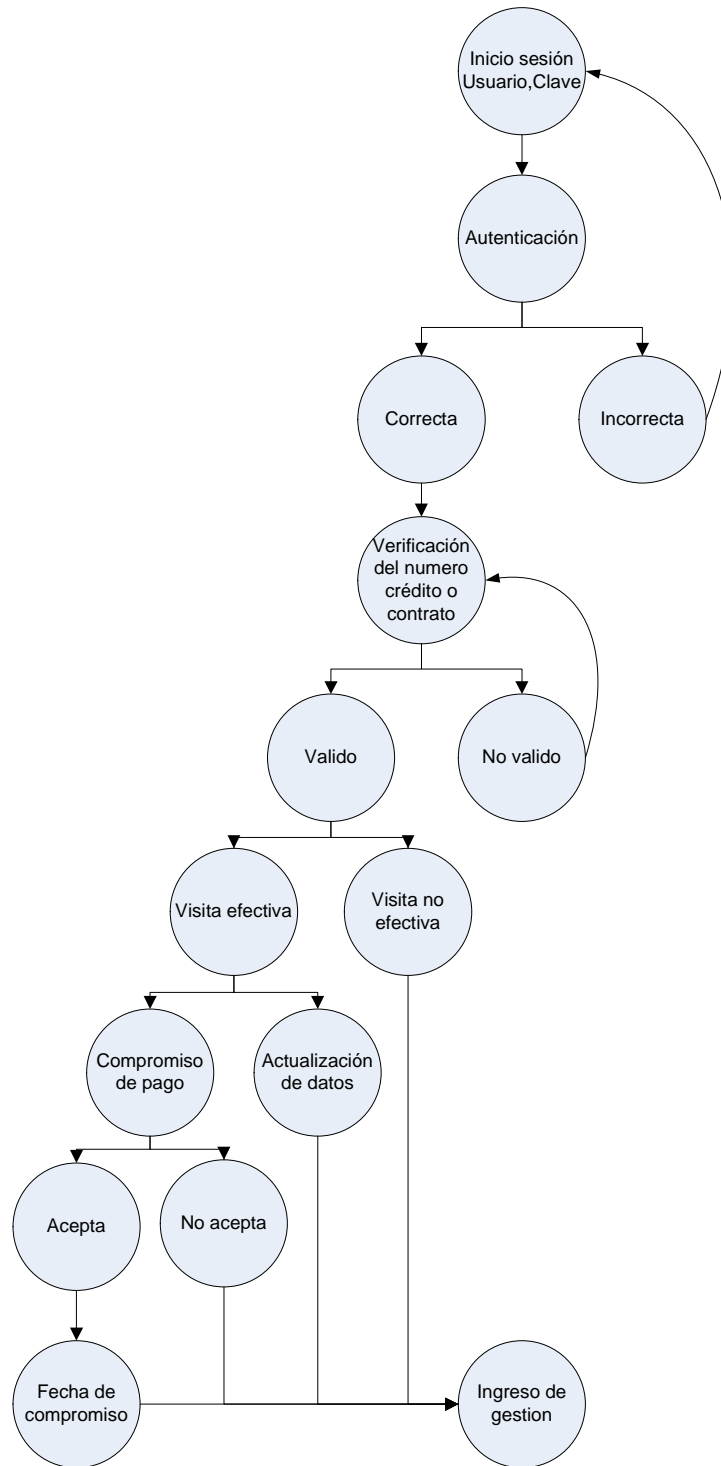 Inicio sesión
Usuario,Clave
Autenticación
Correcta
Incorrecta
Verificación
del numero
crédito o
contrato
Valido
No valido
Visita efectiva
Visita no
efectiva
Compromiso
de pago
Actualización
de datos
Acepta
No acepta
Fecha de
compromiso
Ingreso de
gestion